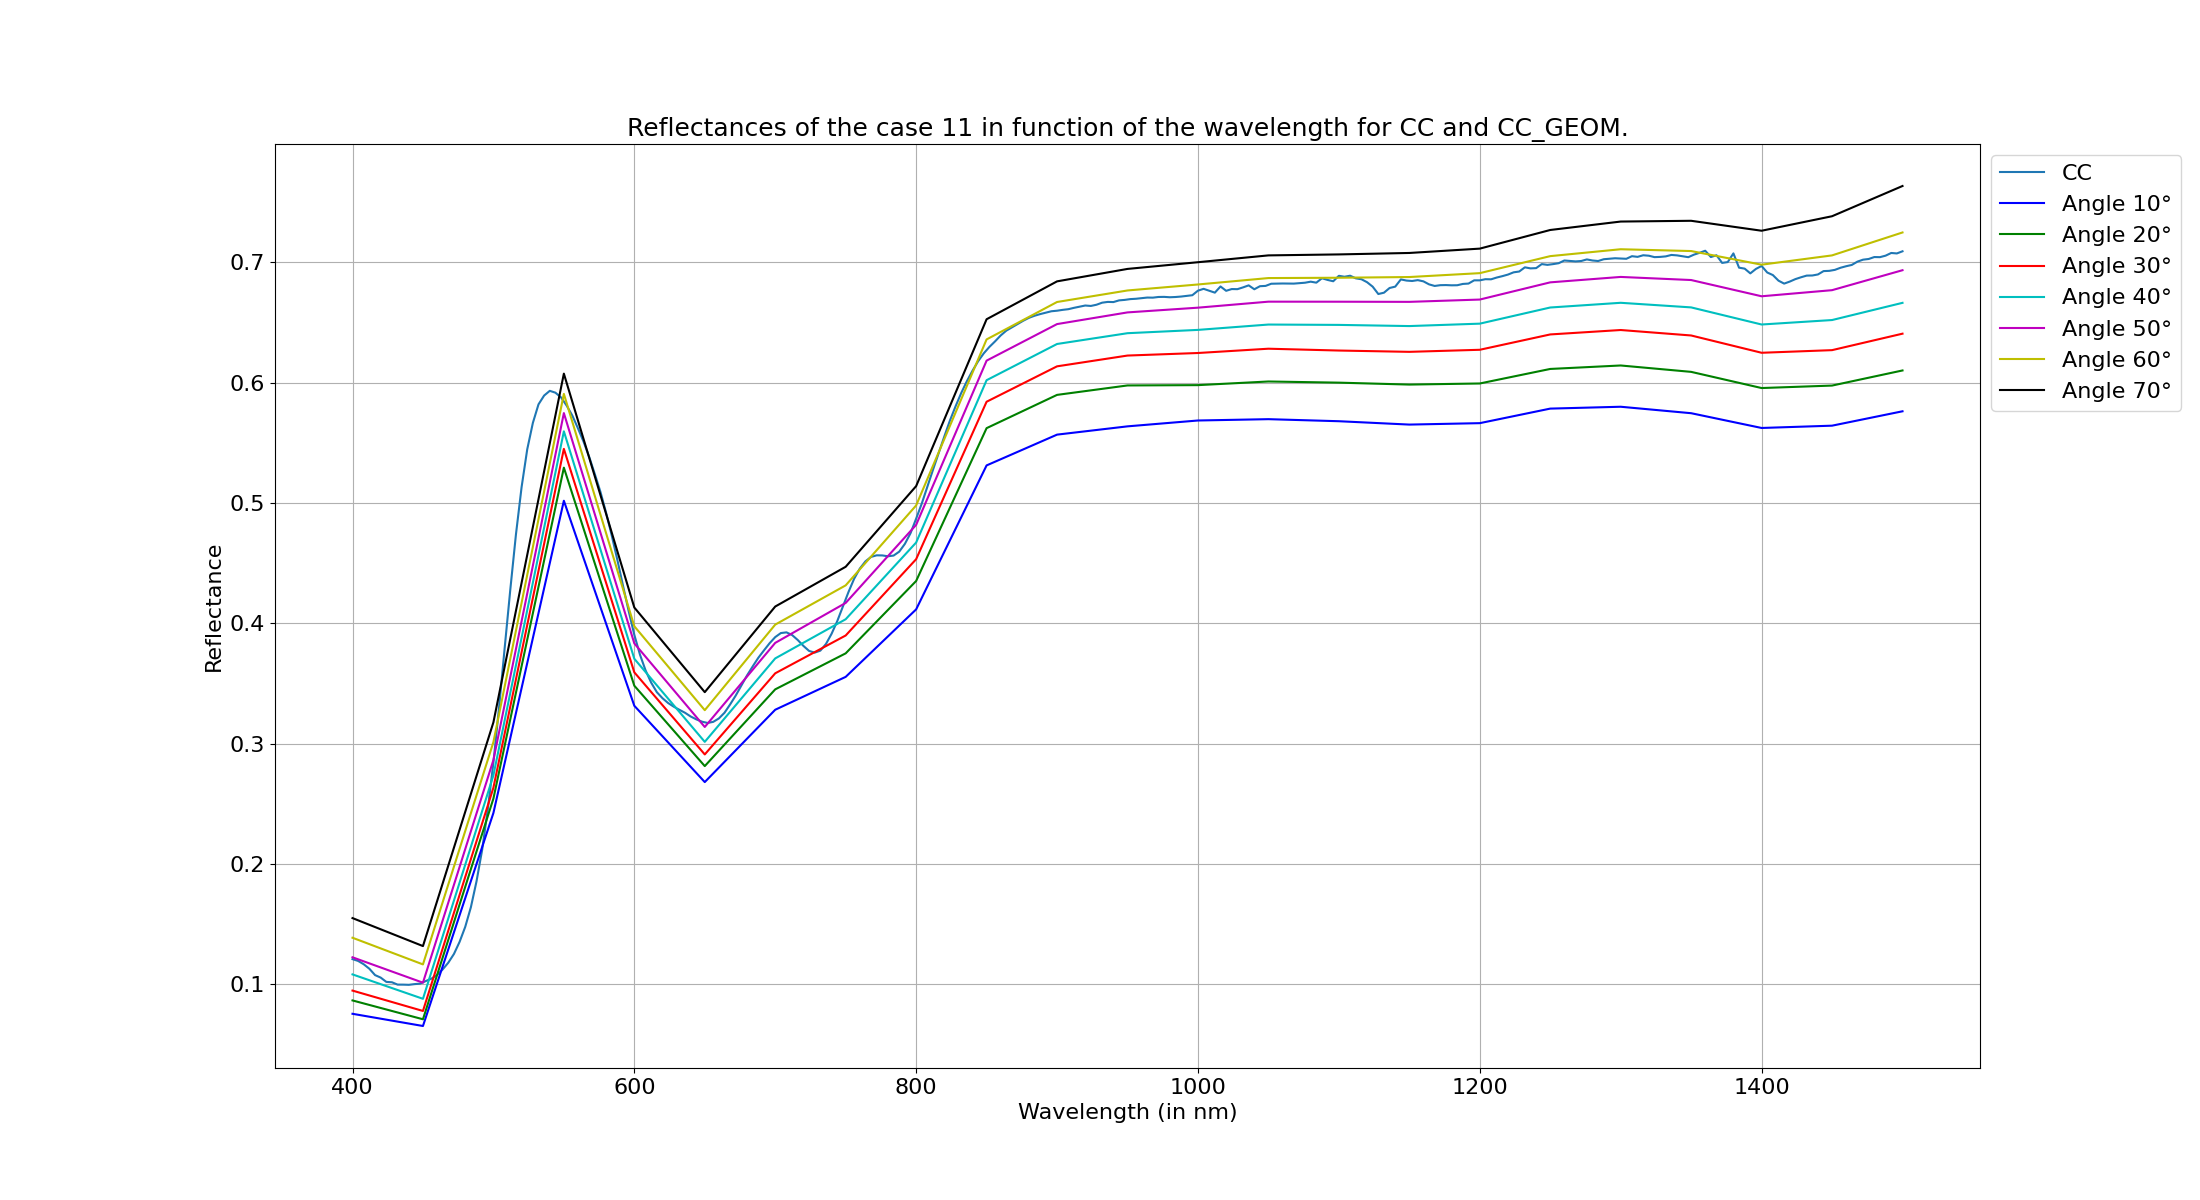 Reflectances of the case 11 in function of the wavelength for CC and CC_GEOM.
CC
Angle 10°
Angle 20°
Angle 30°
Angle 40°
Angle 50°
Angle 60°
Angle 70°
Reflectance
0.7
0.6
0.5
0.4
0.3
0.2
0.1
400 600 800 1000 1200 1400
Wavelength (in nm)